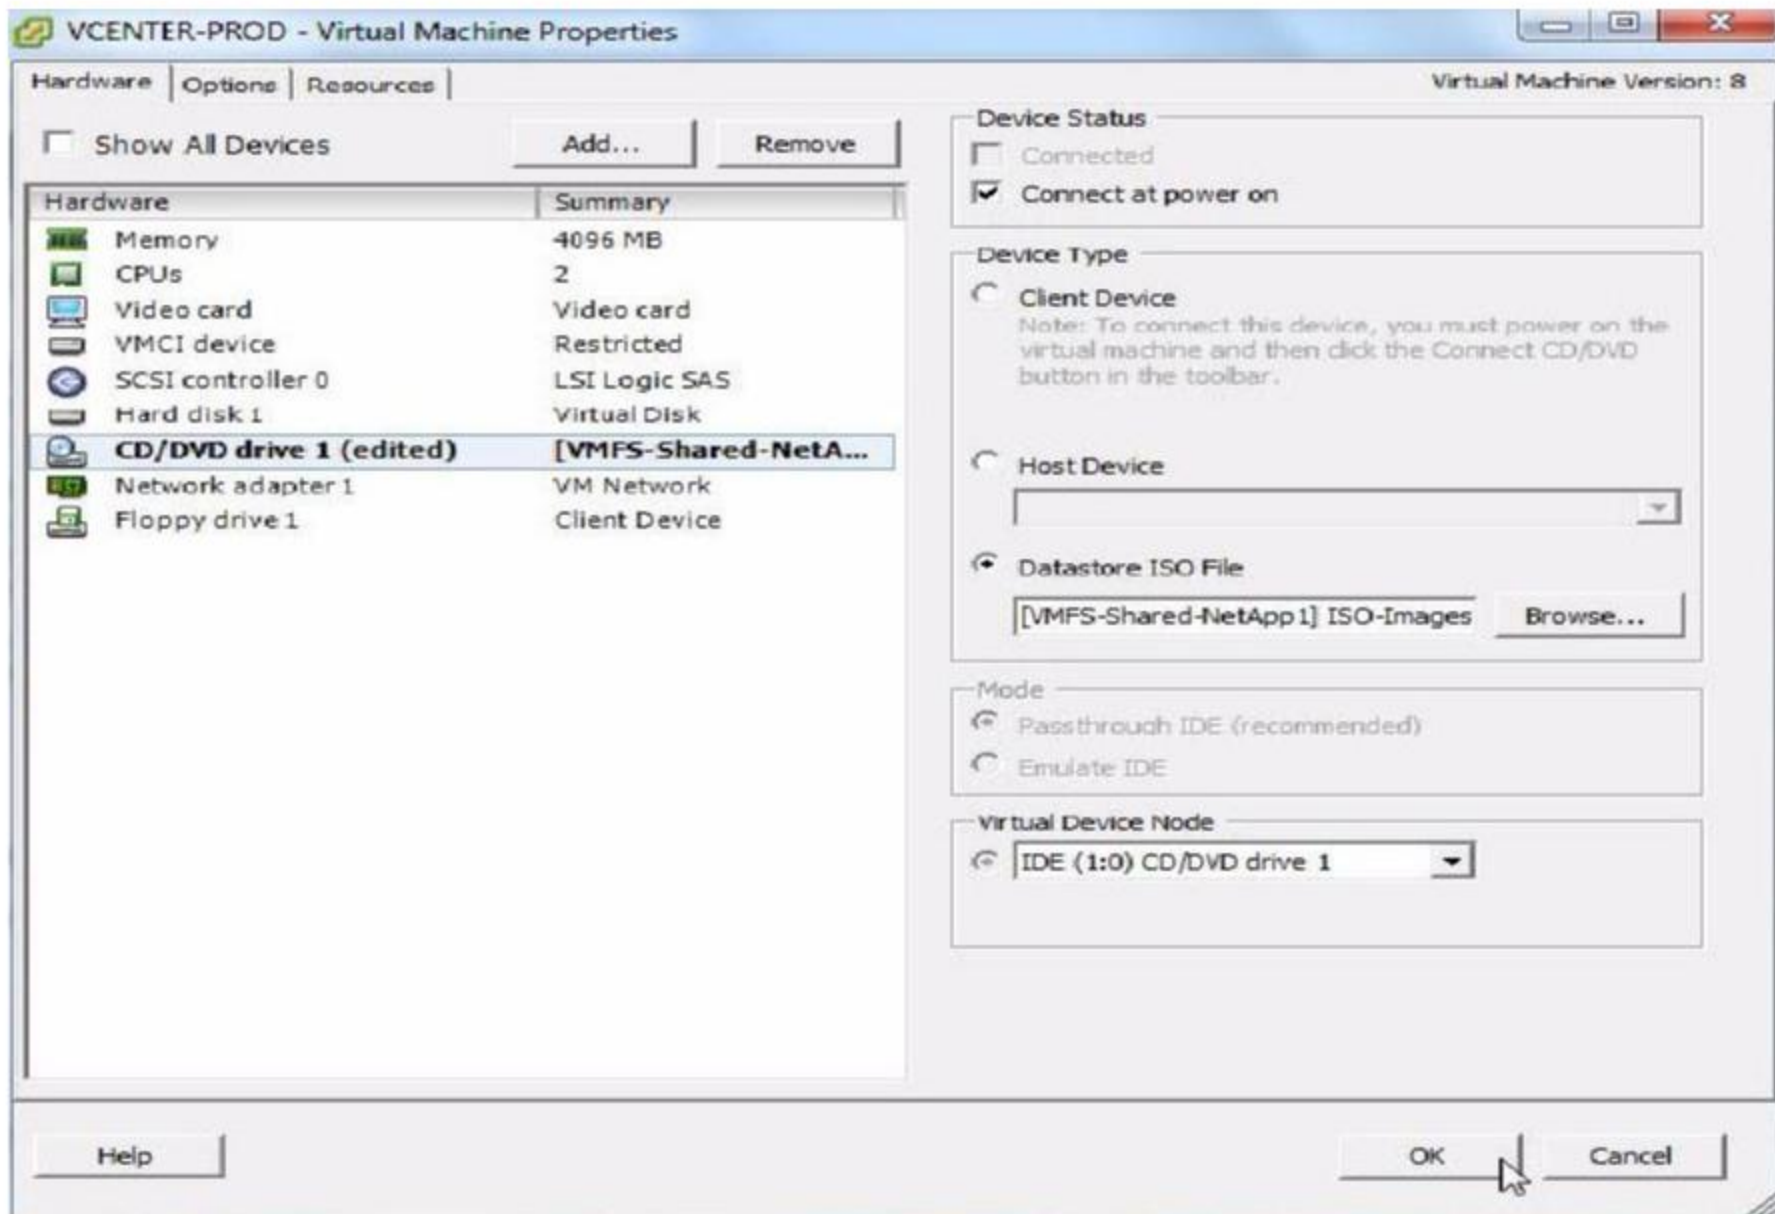 VCENTER-PROD - Virtual Machine Properties
Hardware Options Resources
Virtual Machine Version: 8
Show All Devices
Add...
Remove
Hardware Summary
Memory 4096 MB
CPUs 2
Video card Video card
VMCI device Restricted
SCSI controller 0 LSI Logic SAS
Hard disk 1 Virtual Disk
CD/DVD drive 1 (edited) [VMFS-Shared-NetA...
Network adapter 1 VM Network
Floppy drive 1 Client Device
Device Status
Connected
Connect at power on
Device Type
Client Device
Note: To connect this device, you must power on the
virtual machine and then click the Connect CD/DVD
button in the toolbar.
Host Device
Datastore ISO File
[VMFS-Shared-NetApp1] ISO-Images
Browse...
Mode
Passthrough IDE (recommended)
Emulate IDE
Virtual Device Node
IDE (1:0) CD/DVD drive 1
Help
OK
Cancel